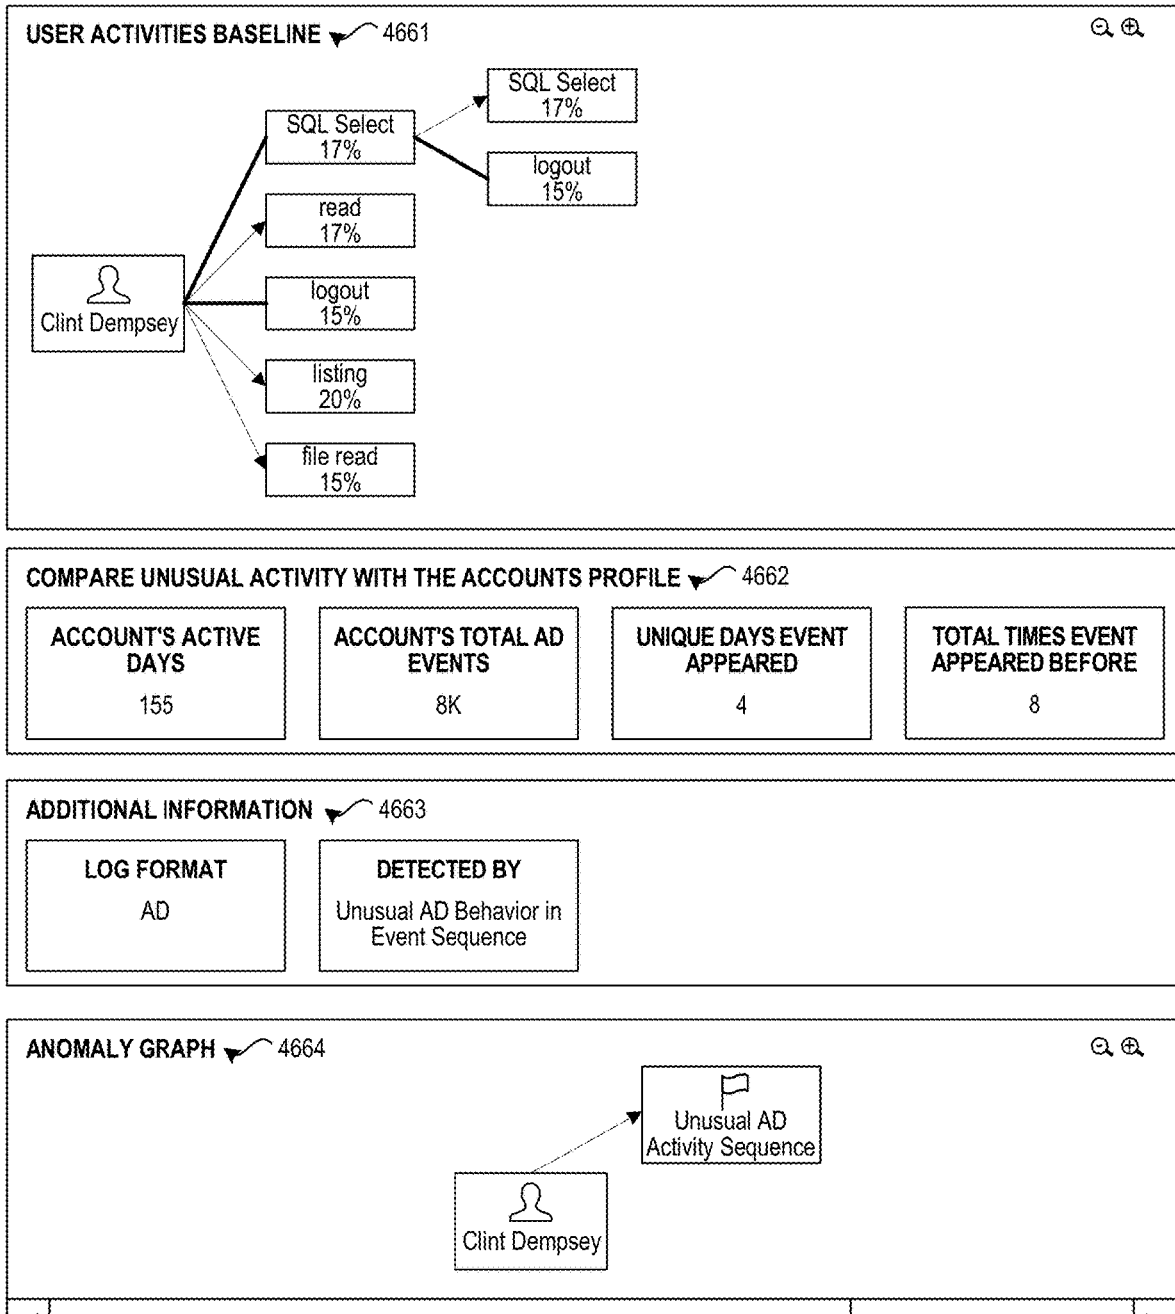 USER ACTIVITIES BASELINE 4661
SQL Select
17%
SQL Select
17%
logout
15%
read
17%
logout
15%
Clint Dempsey
listing
20%
file read
15%
COMPARE UNUSUAL ACTIVITY WITH THE ACCOUNTS PROFILE 4662
ACCOUNT'S ACTIVE
DAYS
155
ACCOUNT'S TOTAL AD
EVENTS
8K
UNIQUE DAYS EVENT
APPEARED
4
TOTAL TIMES EVENT
APPEARED BEFORE
8
ADDITIONAL INFORMATION 4663
LOG FORMAT
AD
DETECTED BY
Unusual AD Behavior in
Event Sequence
ANOMALY GRAPH 4664
Unusual AD
Activity Sequence
Clint Dempsey